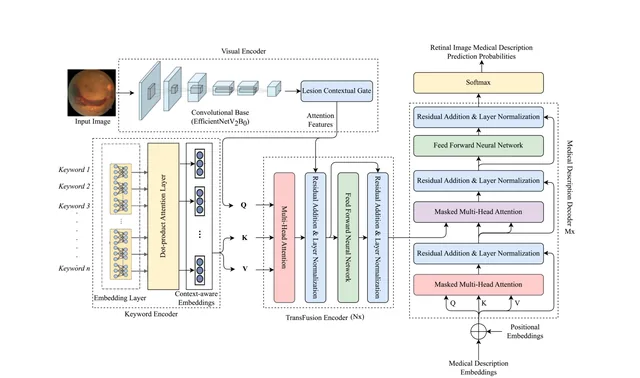 Visual Encoder
Input Image
Convolutional Base
(EfficientNetV2B0)
Lesion Contextual Gate
Attention
Features
Keyword 1
Keyword 2
Keyword 3
Keyword n
Embedding Layer
Dot-product Attention Layer
Context-aware
Embeddings
Keyword Encoder
Q
K
V
Multi-Head Attention
Residual Addition & Layer Normalization
Feed Forward Neural Network
Residual Addition & Layer Normalization
TransFusion Encoder (Nx)
Retinal Image Medical Description
Prediction Probabilities
Softmax
Residual Addition & Layer Normalization
Feed Forward Neural Network
Residual Addition & Layer Normalization
Masked Multi-Head Attention
Residual Addition & Layer Normalization
Masked Multi-Head Attention
Q K V
Medical Description Decoder
Mx
Positional
Embeddings
Medical Description
Embeddings